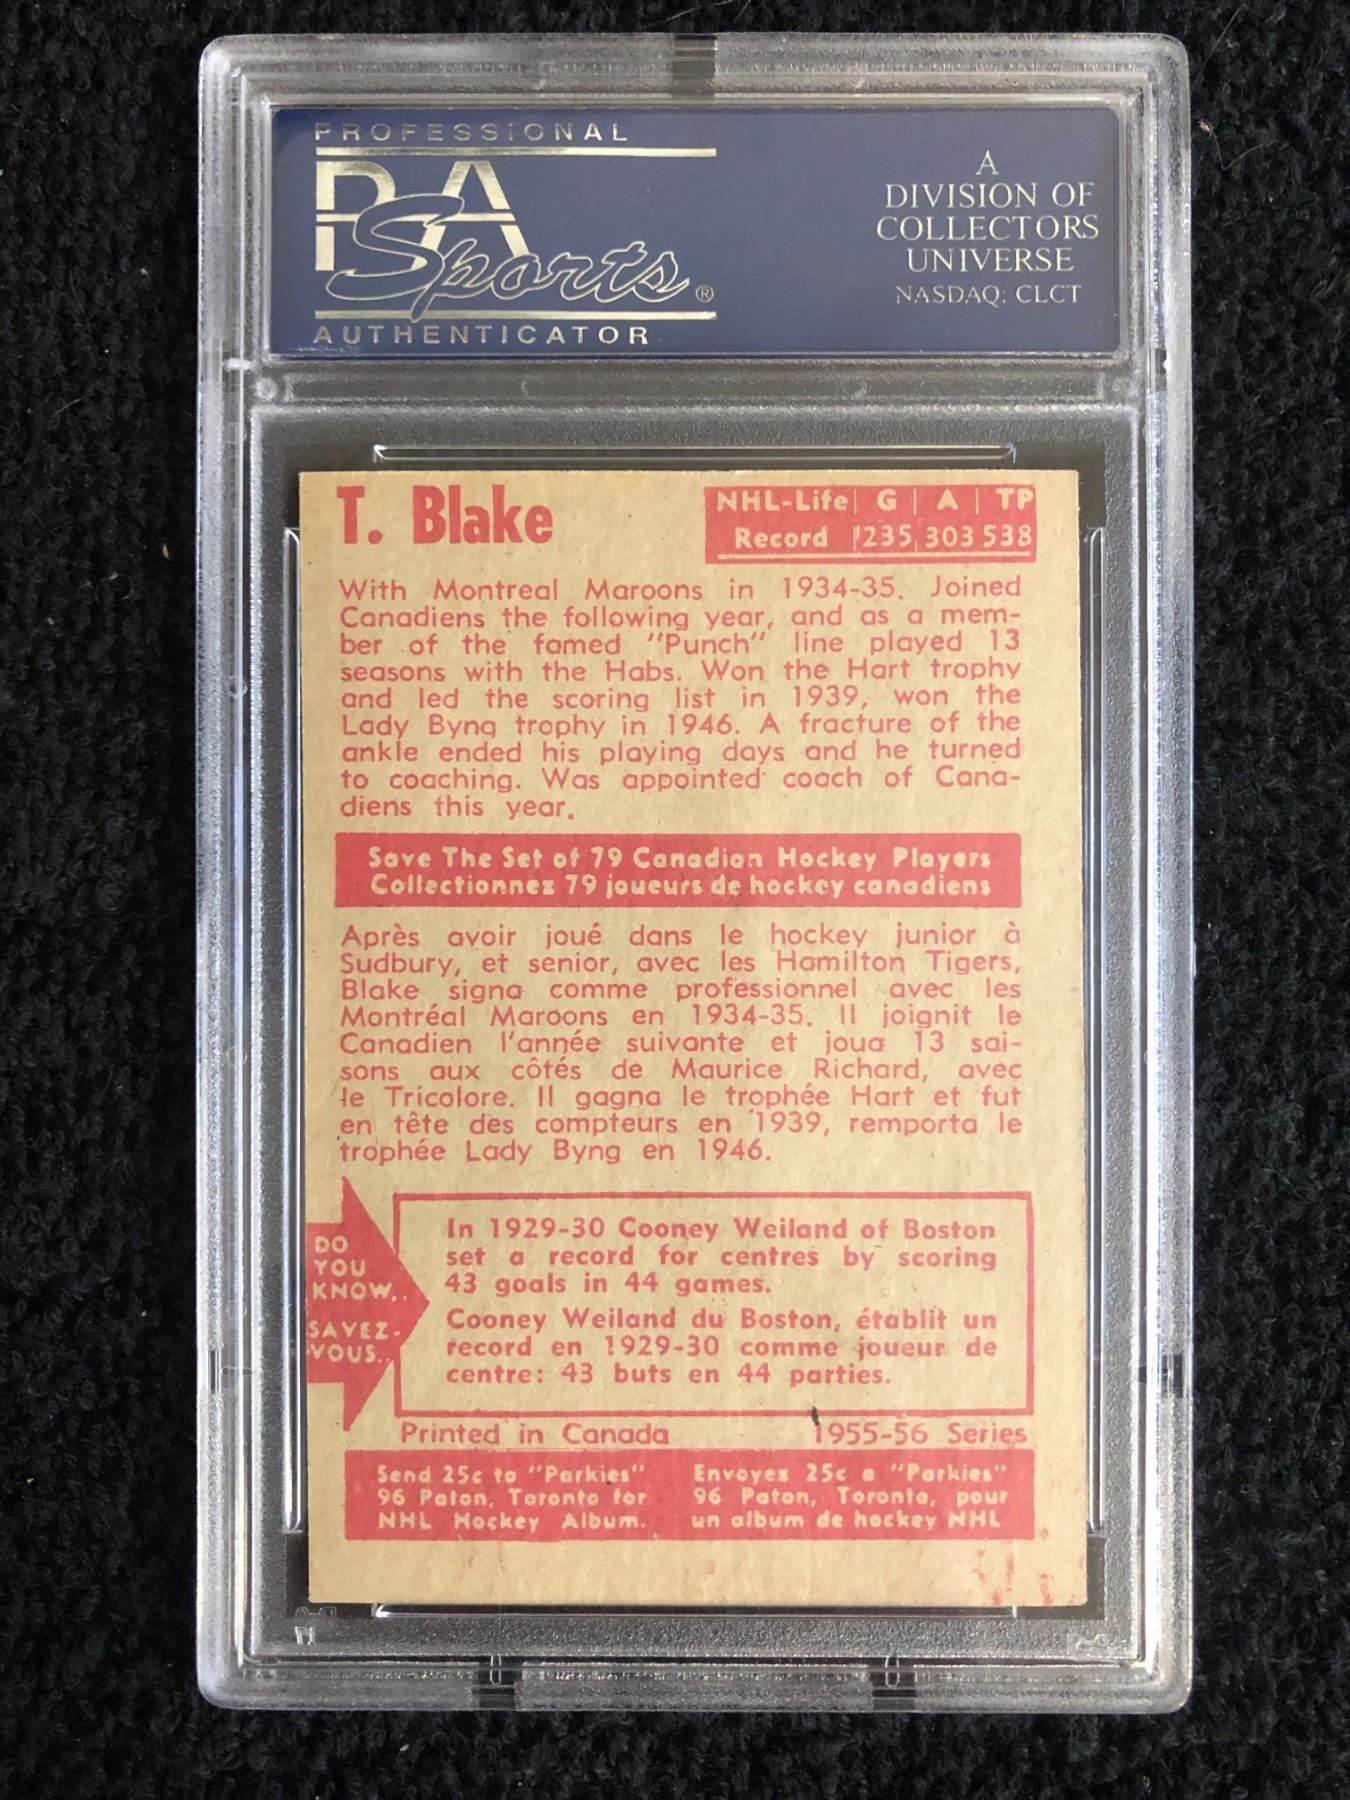 PROFESSIONAL
PSA
Sports ®
AUTHENTICATOR
A
DIVISION OF
COLLECTORS
UNIVERSE
NASDAQ: CLCT
T. Blake
NHL-Life G A TP
Record 235 303 538
With Montreal Maroons in 1934-35. Joined
Canadiens the following year, and as a mem-
ber of the famed "Punch" line played 13
seasons with the Habs. Won the Hart trophy
and led the scoring list in 1939, won the
Lady Byng trophy in 1946. A fracture of the
ankle ended his playing days and he turned
to coaching. Was appointed coach of Cana-
diens this year.
Save The Set of 79 Canadian Hockey Players
Collectionnez 79 joueurs de hockey canadiens
Après avoir joué dans le hockey junior à
Sudbury, et senior, avec les Hamilton Tigers,
Blake signa comme professionnel avec les
Montréal Maroons en 1934-35. Il joignit le
Canadien l'année suivante et joua 13 sai-
sons aux côtés de Maurice Richard, avec
le Tricolore. Il gagna le trophée Hart et fut
en tête des compteurs en 1939, remporta le
trophée Lady Byng en 1946.
DO
YOU
KNOW..
SAVEZ-
VOUS..
In 1929-30 Cooney Weiland of Boston
set a record for centres by scoring
43 goals in 44 games.
Cooney Weiland du Boston, établit un
record en 1929-30 comme joueur de
centre: 43 buts en 44 parties.
Printed in Canada 1955-56 Series
Send 25c to "Parkies"
96 Paton, Toronto for
NHL Hockey Album.
Envoyez 25c a "Parkies"
96 Paton, Toronto, pour
un album de hockey NHL